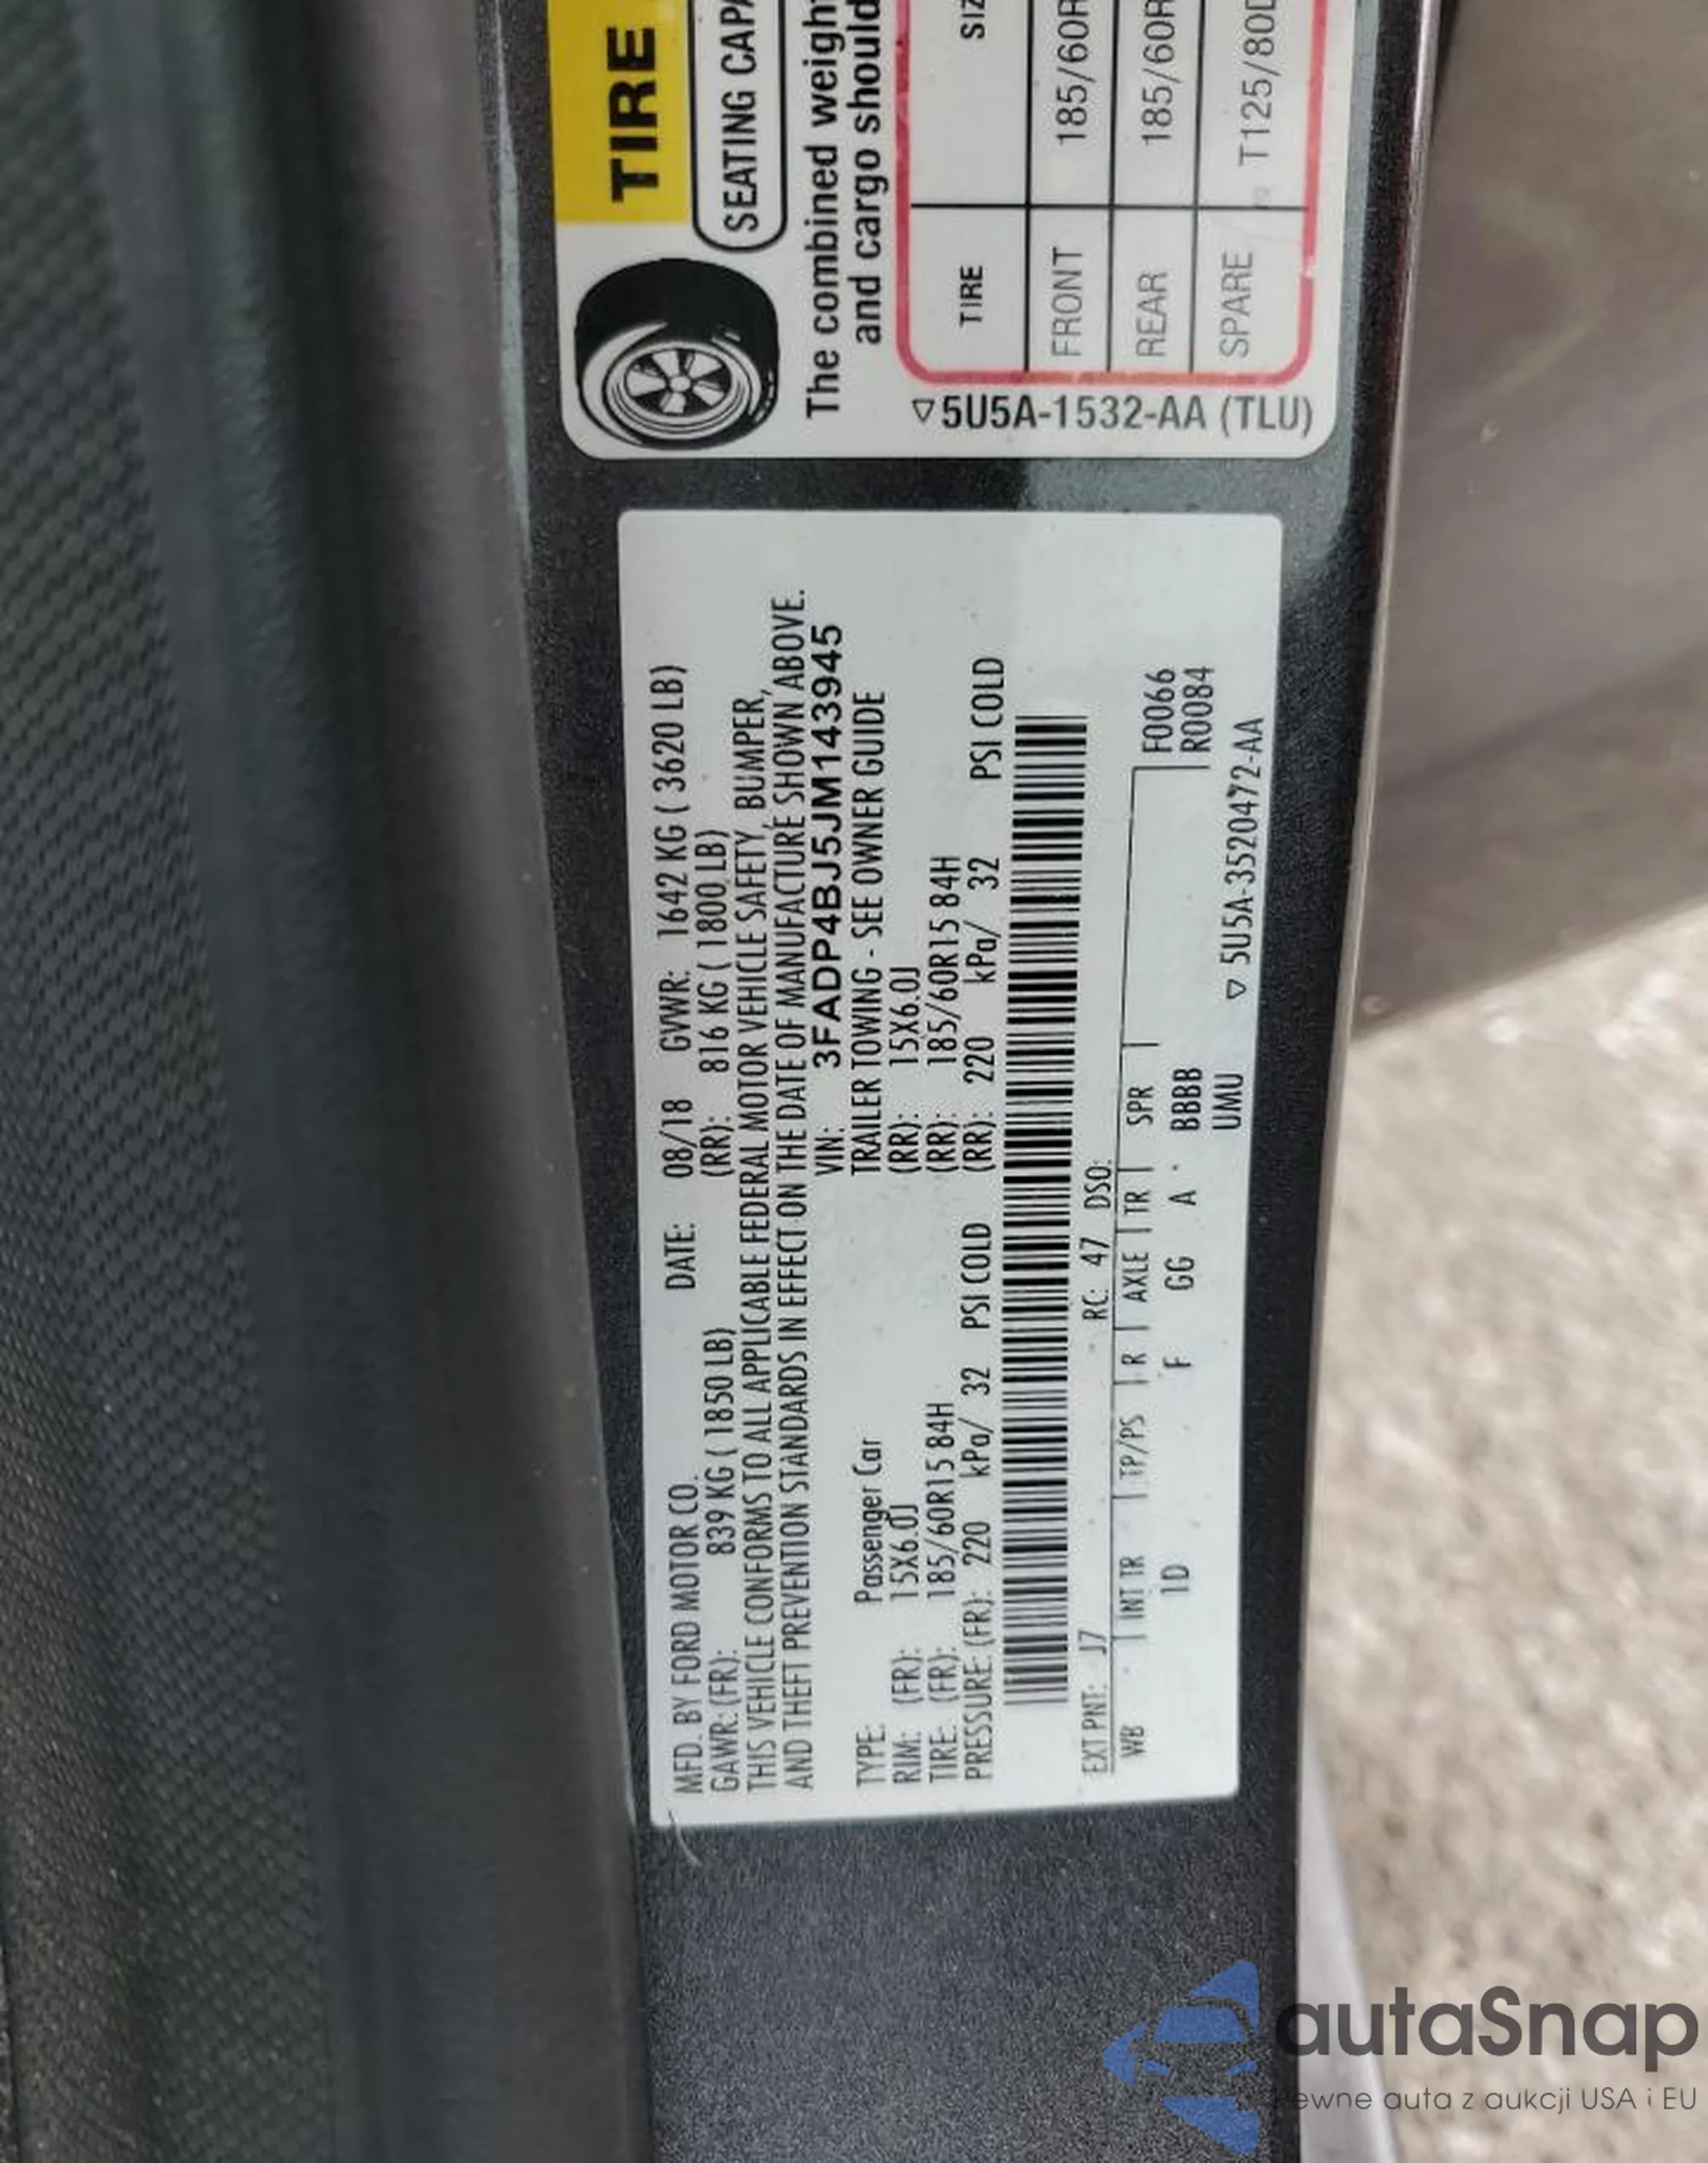 MFD. BY FORD MOTOR CO. DATE: 08/18 GVWR: 1642 KG ( 3620 LB)
GAWR: (FR): 839 KG ( 1850 LB) (RR): 816 KG ( 1800 LB)
THIS VEHICLE CONFORMS TO ALL APPLICABLE FEDERAL MOTOR VEHICLE SAFETY, BUMPER,
AND THEFT PREVENTION STANDARDS IN EFFECT ON THE DATE OF MANUFACTURE SHOWN ABOVE.
VIN: 3FADP4BJ5JM143945
TYPE: Passenger Car TRAILER TOWING - SEE OWNER GUIDE
RIM: (FR): 15X6.0J (RR): 15X6.0J
TIRE: (FR): 185/60R15 84H (RR): 185/60R15 84H
PRESSURE: (FR): 220 kPa/ 32 PSI COLD (RR): 220 kPa/ 32 PSI COLD
EXT PNT: J7 RC: 47 DSO:
WB INT TR TP/PS R AXLE TR SPR F0066
1D F GG A BBBB R0084
UMU ▽ 5U5A-3520472-AA
TIRE
SEATING
The combined
and cargo should
TIRE
FRONT 185/60R
REAR 185/60R
SPARE T125/80D
▽5U5A-1532-AA (TLU)
autaSnap
Pewne auta z aukcji USA i EU